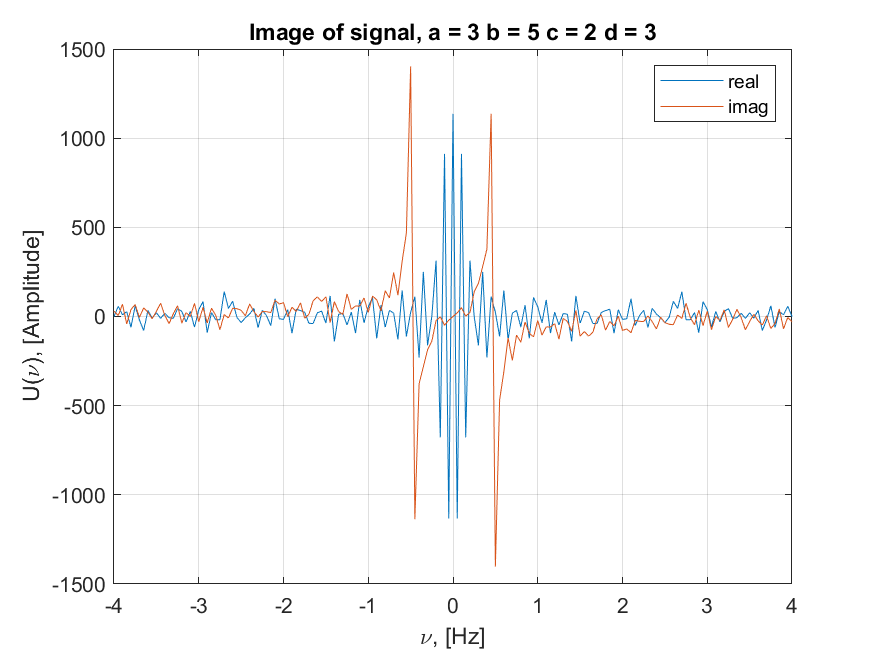 Image of signal, a = 3 b = 5 c = 2 d = 3
real
imag
U(ν), [Amplitude]
1500
1000
500
0
-500
-1000
-1500
-4 -3 -2 -1 0 1 2 3 4
ν, [Hz]